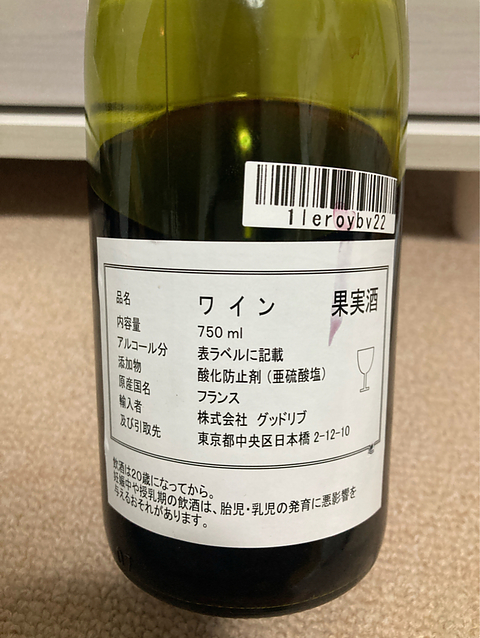 1leroybv22
品名 ワイン 果実酒
内容量 750 ml
アルコール分 表ラベルに記載
添加物 酸化防止剤 (亜硫酸塩)
原産国名 フランス
輸入者 株式会社 グッドリブ
及び引取先 東京都中央区日本橋 2-12-10
飲酒は20歳になってから。
妊娠中や授乳期の飲酒は、胎児・乳児の発育に悪影響を
与えるおそれがあります。